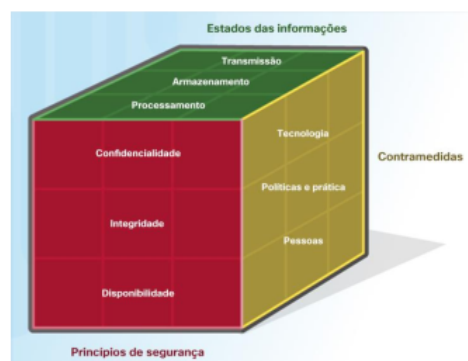 Estados das informações
Transmissão
Armazenamento
Processamento
Confidencialidade
Integridade
Disponibilidade
Tecnologia
Políticas e prática
Pessoas
Contramedidas
Princípios de segurança